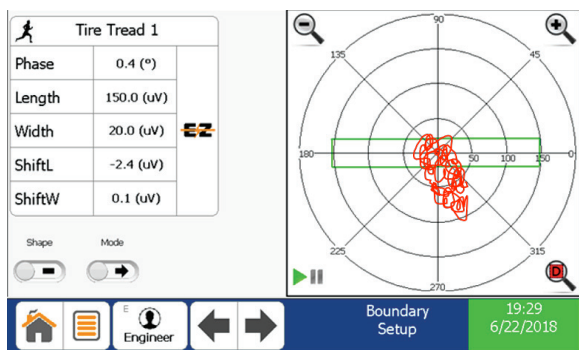 Tire Tread 1
Phase 0.4 (º)
Length 150.0 (uV)
Width 20.0 (uV)
EZ
ShiftL -2.4 (uV)
ShiftW 0.1 (uV)
Shape Mode
90
135 45
180 50 100 150 0
225 315
270
D
E
Engineer
Boundary
Setup
19:29
6/22/2018